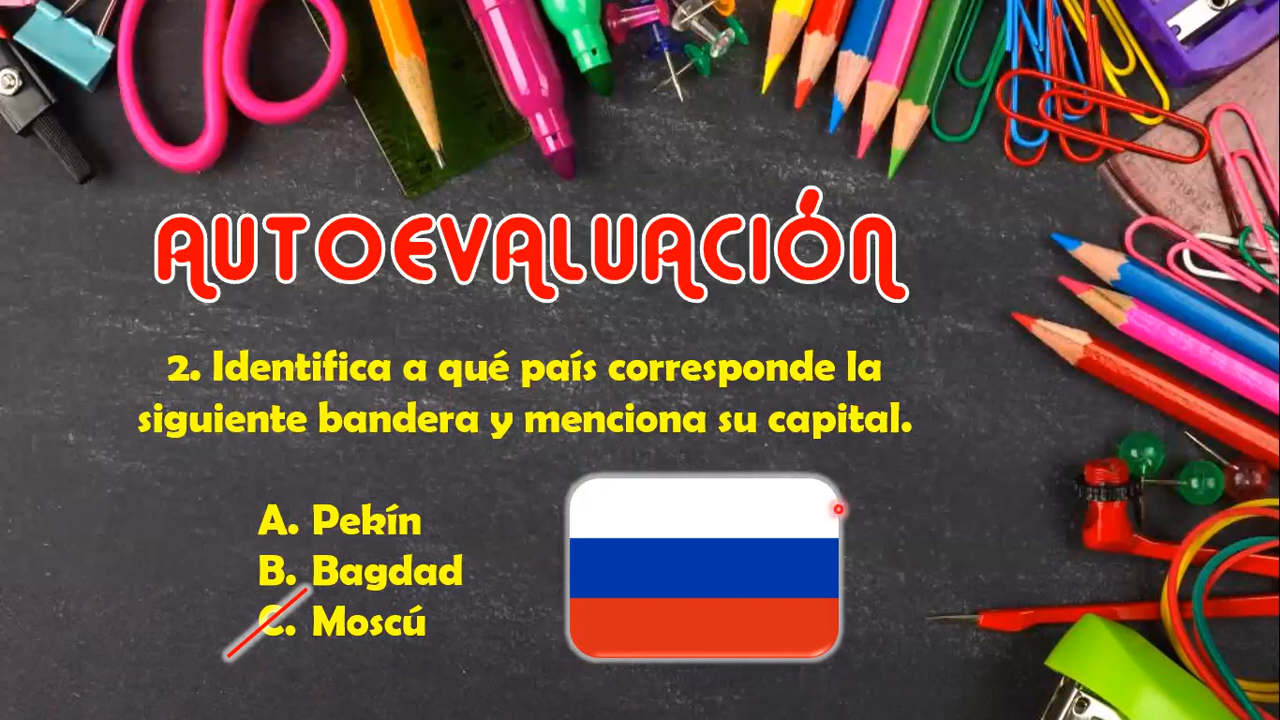 AUTOEVALUACIÓN
2. Identifica a qué país corresponde la
siguiente bandera y menciona su capital.
A. Pekín
B. Bagdad
C. Moscú